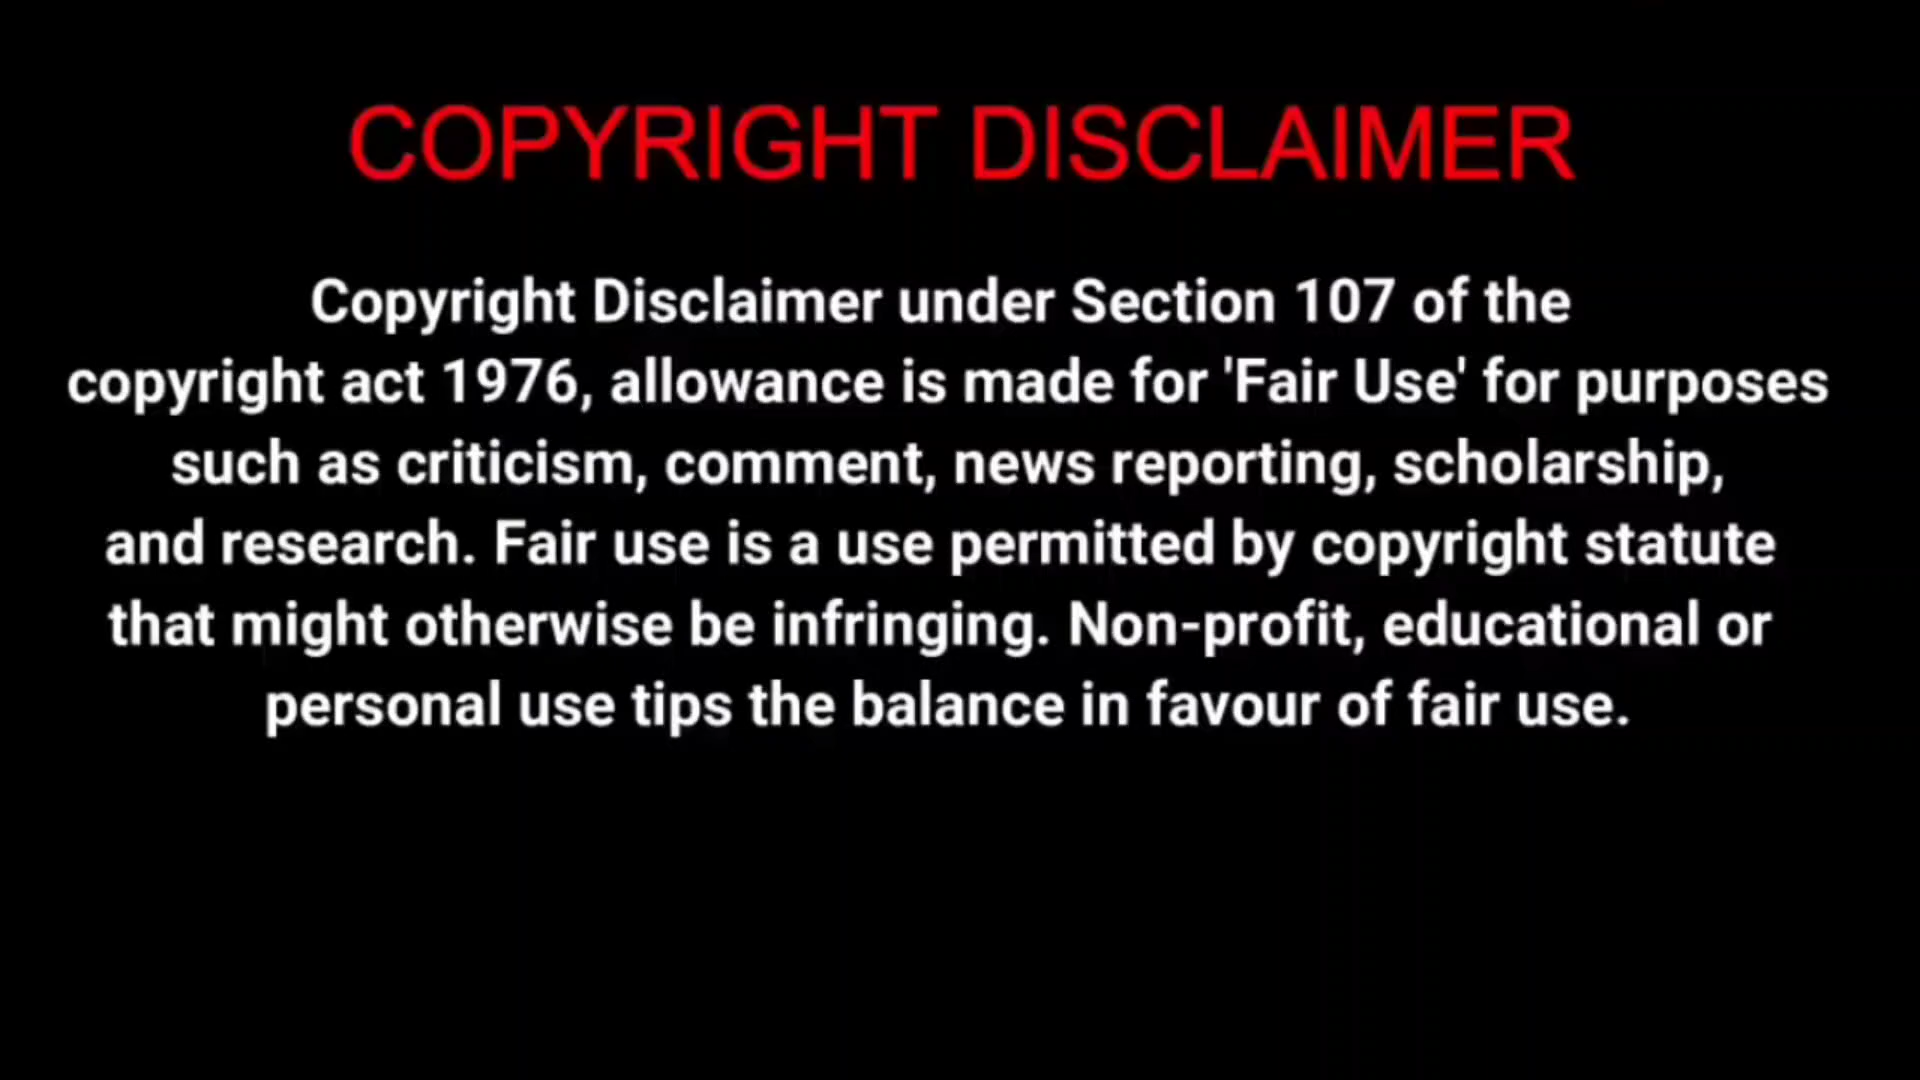 COPYRIGHT DISCLAIMER
Copyright Disclaimer under Section 107 of the
copyright act 1976, allowance is made for 'Fair Use' for purposes
such as criticism, comment, news reporting, scholarship,
and research. Fair use is a use permitted by copyright statute
that might otherwise be infringing. Non-profit, educational or
personal use tips the balance in favour of fair use.